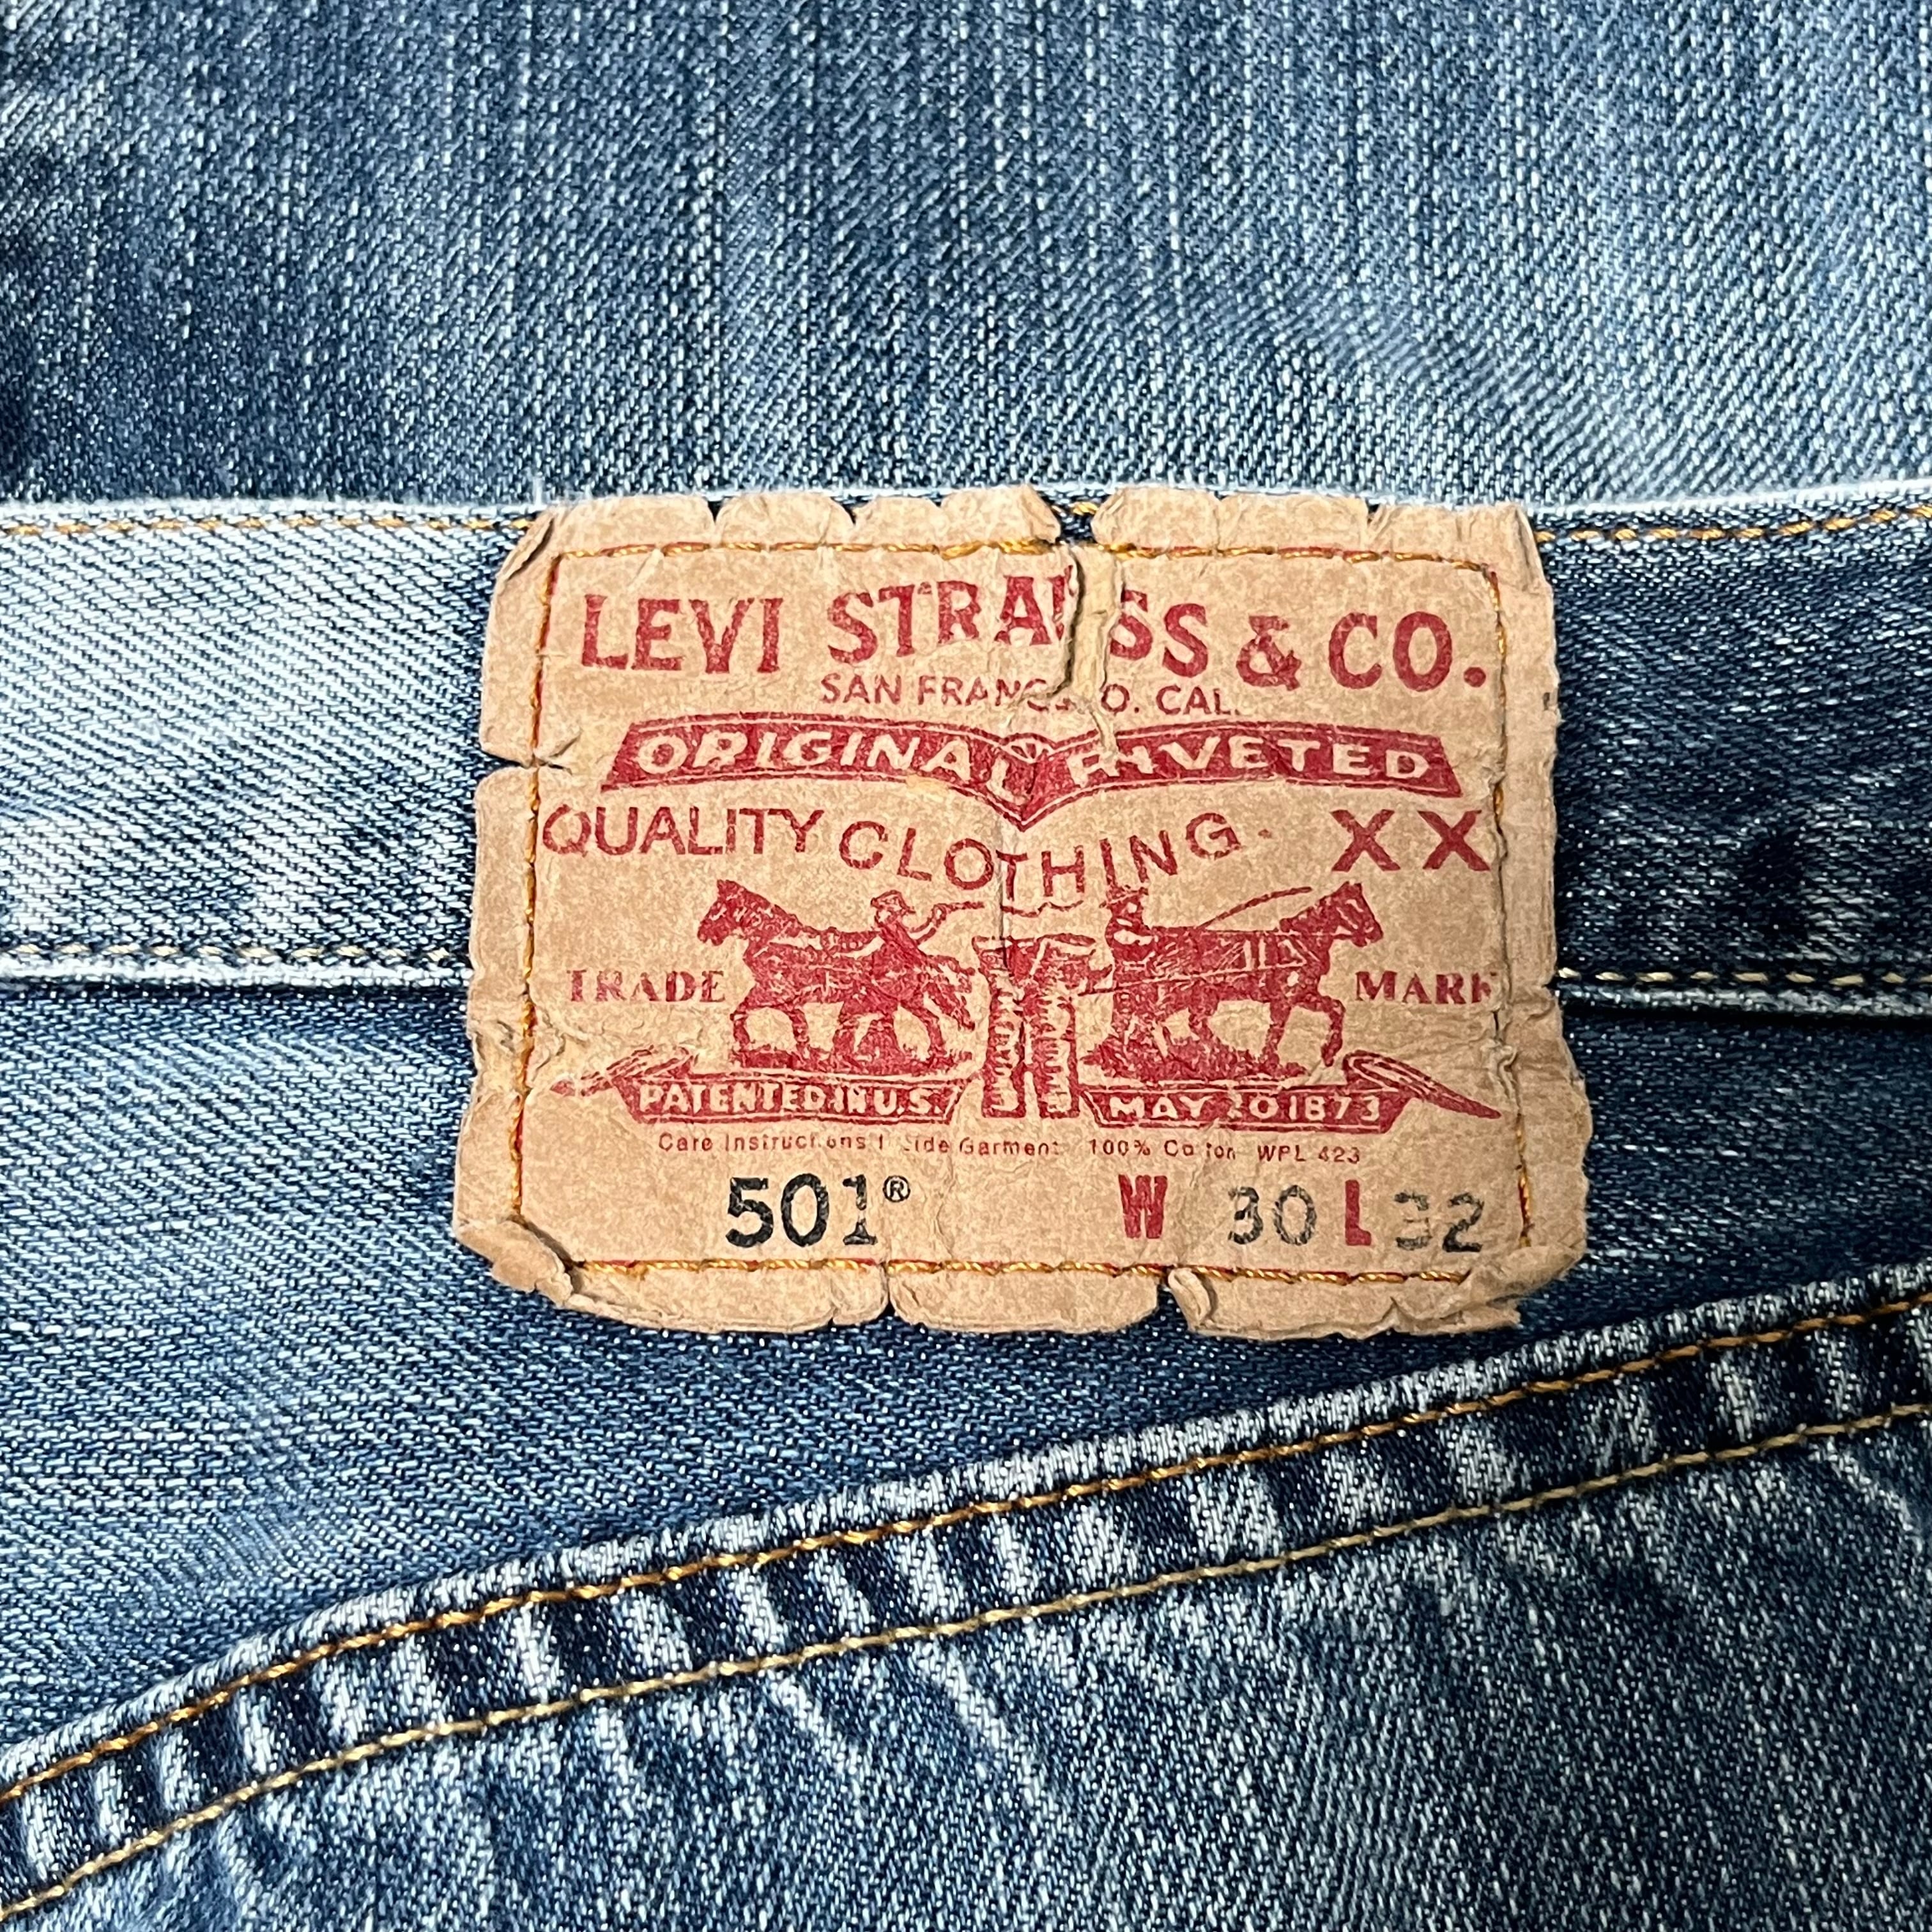 LEVI STRAUSS & CO.
SAN FRANCISCO. CAL.
ORIGINAL RIVETED
QUALITY CLOTHING. XX
TRADE MARK
PATENTED IN U.S. MAY 20 1873
Care Instructions Inside Garment 100% Cotton WPL 423
501® W 30 L 32